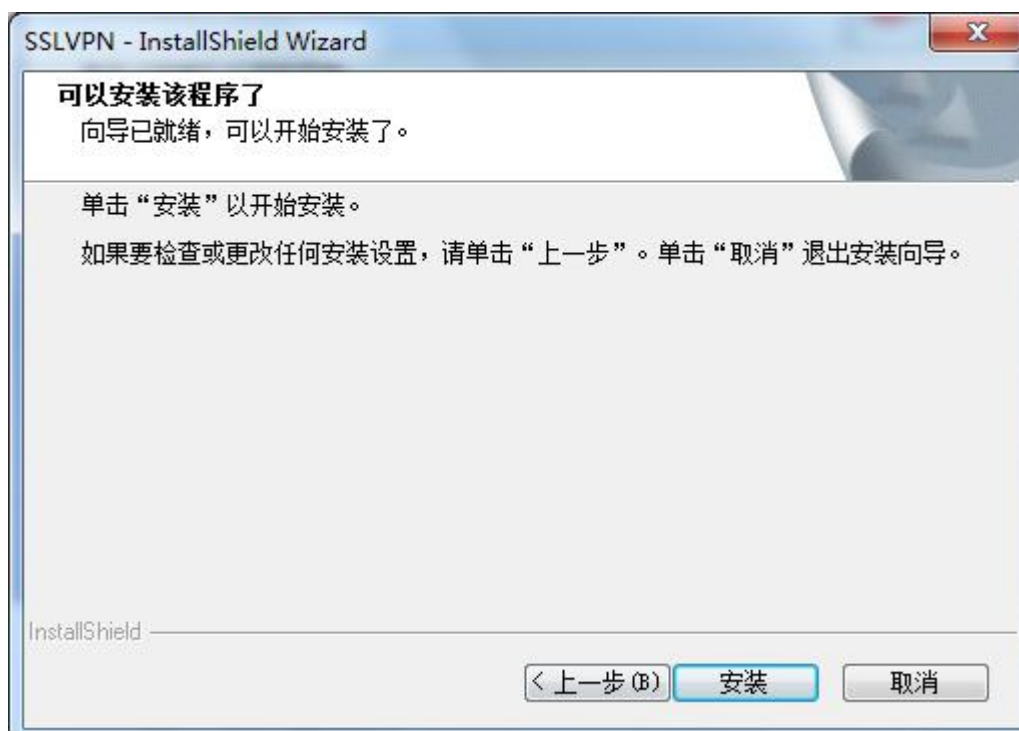 SSLVPN - InstallShield Wizard
可以安装该程序了
向导已就绪，可以开始安装了。
单击“安装”以开始安装。
如果要检查或更改任何安装设置，请单击“上一步”。单击“取消”退出安装向导。
InstallShield
< 上一步(B) 安装 取消